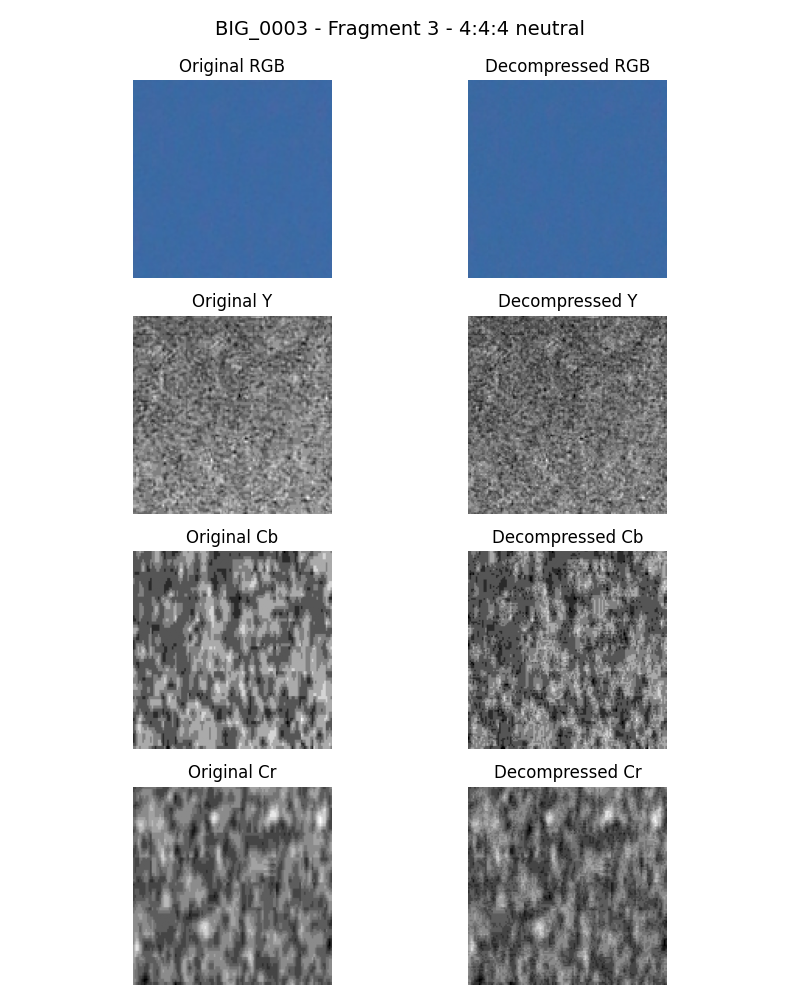 BIG_0003 - Fragment 3 - 4:4:4 neutral
Original RGB
Decompressed RGB
Original Y
Decompressed Y
Original Cb
Decompressed Cb
Original Cr
Decompressed Cr